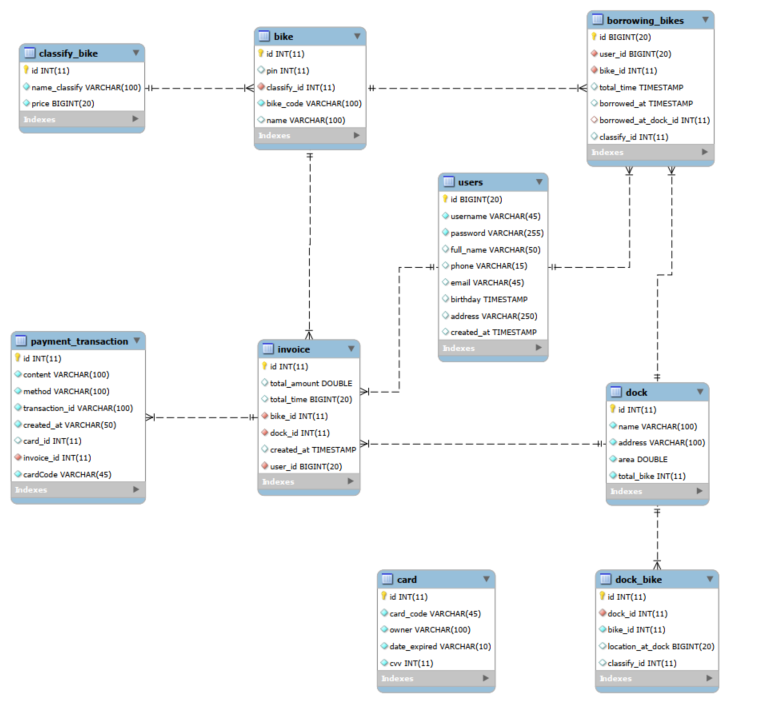 classify_bike
id INT(11)
name_classify VARCHAR(100)
price BIGINT(20)
Indexes
bike
id INT(11)
pin INT(11)
classify_id INT(11)
bike_code VARCHAR(100)
name VARCHAR(100)
Indexes
borrowing_bikes
id BIGINT(20)
user_id BIGINT(20)
bike_id INT(11)
total_time TIMESTAMP
borrowed_at TIMESTAMP
borrowed_at_dock_id INT(11)
classify_id INT(11)
Indexes
users
id BIGINT(20)
username VARCHAR(45)
password VARCHAR(255)
full_name VARCHAR(50)
phone VARCHAR(15)
email VARCHAR(45)
birthday TIMESTAMP
address VARCHAR(250)
created_at TIMESTAMP
Indexes
payment_transaction
id INT(11)
content VARCHAR(100)
method VARCHAR(100)
transaction_id VARCHAR(100)
created_at VARCHAR(50)
card_id INT(11)
invoice_id INT(11)
cardCode VARCHAR(45)
Indexes
invoice
id INT(11)
total_amount DOUBLE
total_time BIGINT(20)
bike_id INT(11)
dock_id INT(11)
created_at TIMESTAMP
user_id BIGINT(20)
Indexes
dock
id INT(11)
name VARCHAR(100)
address VARCHAR(100)
area DOUBLE
total_bike INT(11)
Indexes
card
id INT(11)
card_code VARCHAR(45)
owner VARCHAR(100)
date_expired VARCHAR(10)
cvv INT(11)
Indexes
dock_bike
id INT(11)
dock_id INT(11)
bike_id INT(11)
location_at_dock BIGINT(20)
classify_id INT(11)
Indexes